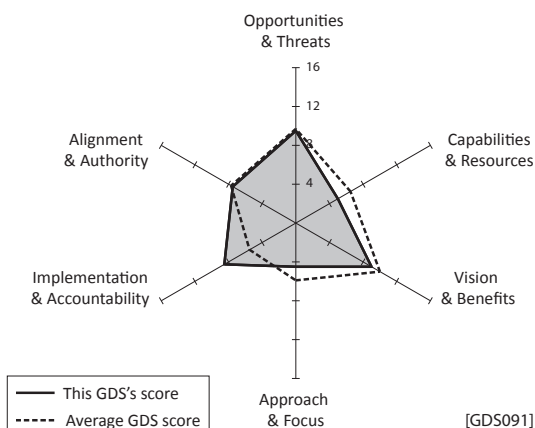 Opportunities
& Threats
16
12
8
4
Alignment
& Authority
Capabilities
& Resources
Implementation
& Accountability
Vision
& Benefits
Approach
& Focus
This GDS's score
Average GDS score
[GDS091]